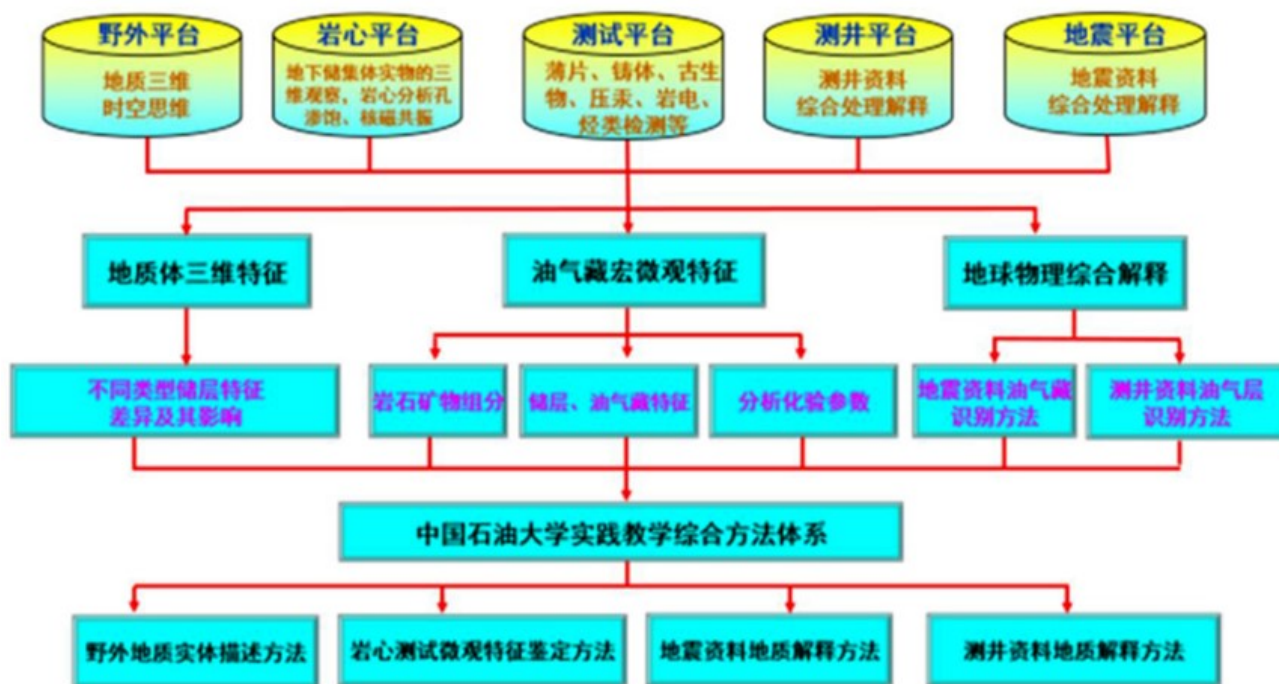 野外平台
地质三维
时空思维
岩心平台
地下储集体实物的三
维观察，岩心分析孔
渗饱、核磁共振
测试平台
薄片、铸体、古生
物、压汞、岩电、
烃类检测等
测井平台
测井资料
综合处理解释
地震平台
地震资料
综合处理解释
地质体三维特征
油气藏宏微观特征
地球物理综合解释
不同类型储层特征
差异及其影响
岩石矿物组分
储层、油气藏特征
分析化验参数
地震资料油气藏
识别方法
测井资料油气层
识别方法
中国石油大学实践教学综合方法体系
野外地质实体描述方法
岩心测试微观特征鉴定方法
地震资料地质解释方法
测井资料地质解释方法